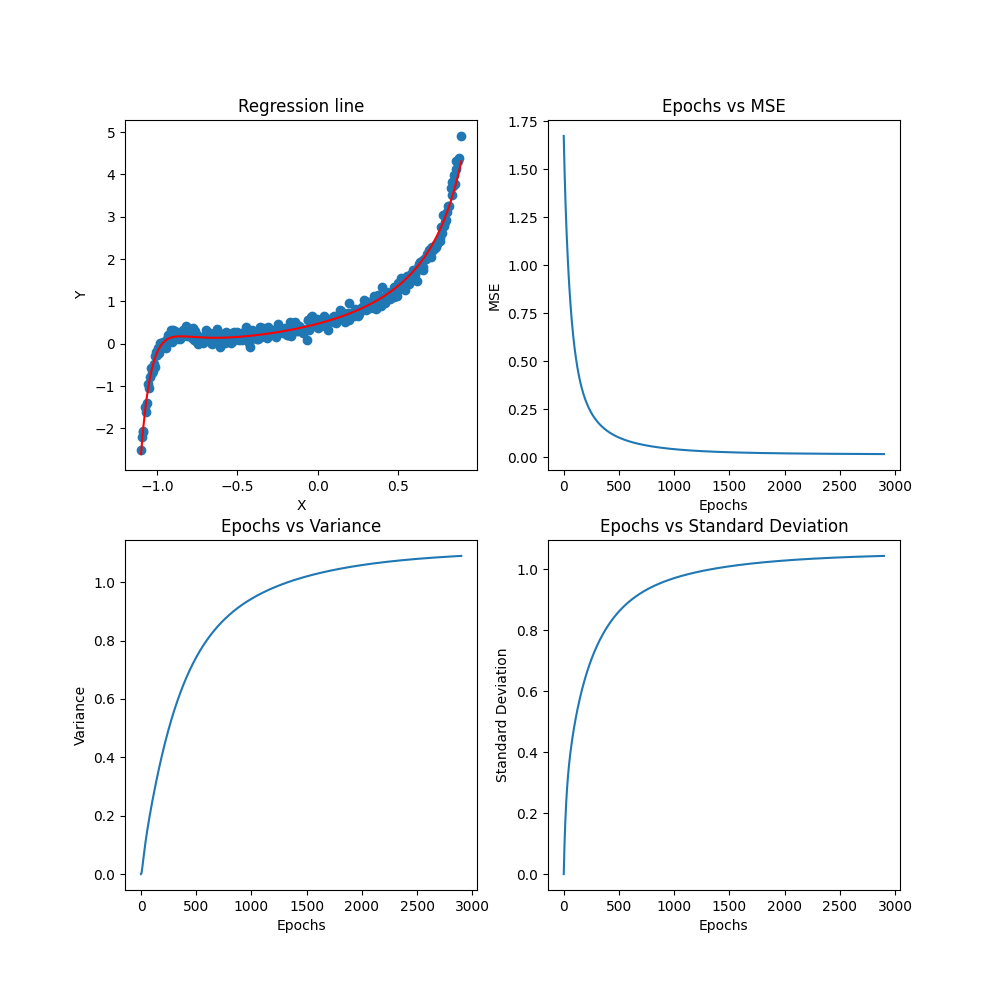 Regression line
Y
5
4
3
2
1
0
−1
−2
−1.0 −0.5 0.0 0.5
X
Epochs vs MSE
MSE
1.75
1.50
1.25
1.00
0.75
0.50
0.25
0.00
0 500 1000 1500 2000 2500 3000
Epochs
Epochs vs Variance
Variance
1.0
0.8
0.6
0.4
0.2
0.0
0 500 1000 1500 2000 2500 3000
Epochs
Epochs vs Standard Deviation
Standard Deviation
1.0
0.8
0.6
0.4
0.2
0.0
0 500 1000 1500 2000 2500 3000
Epochs